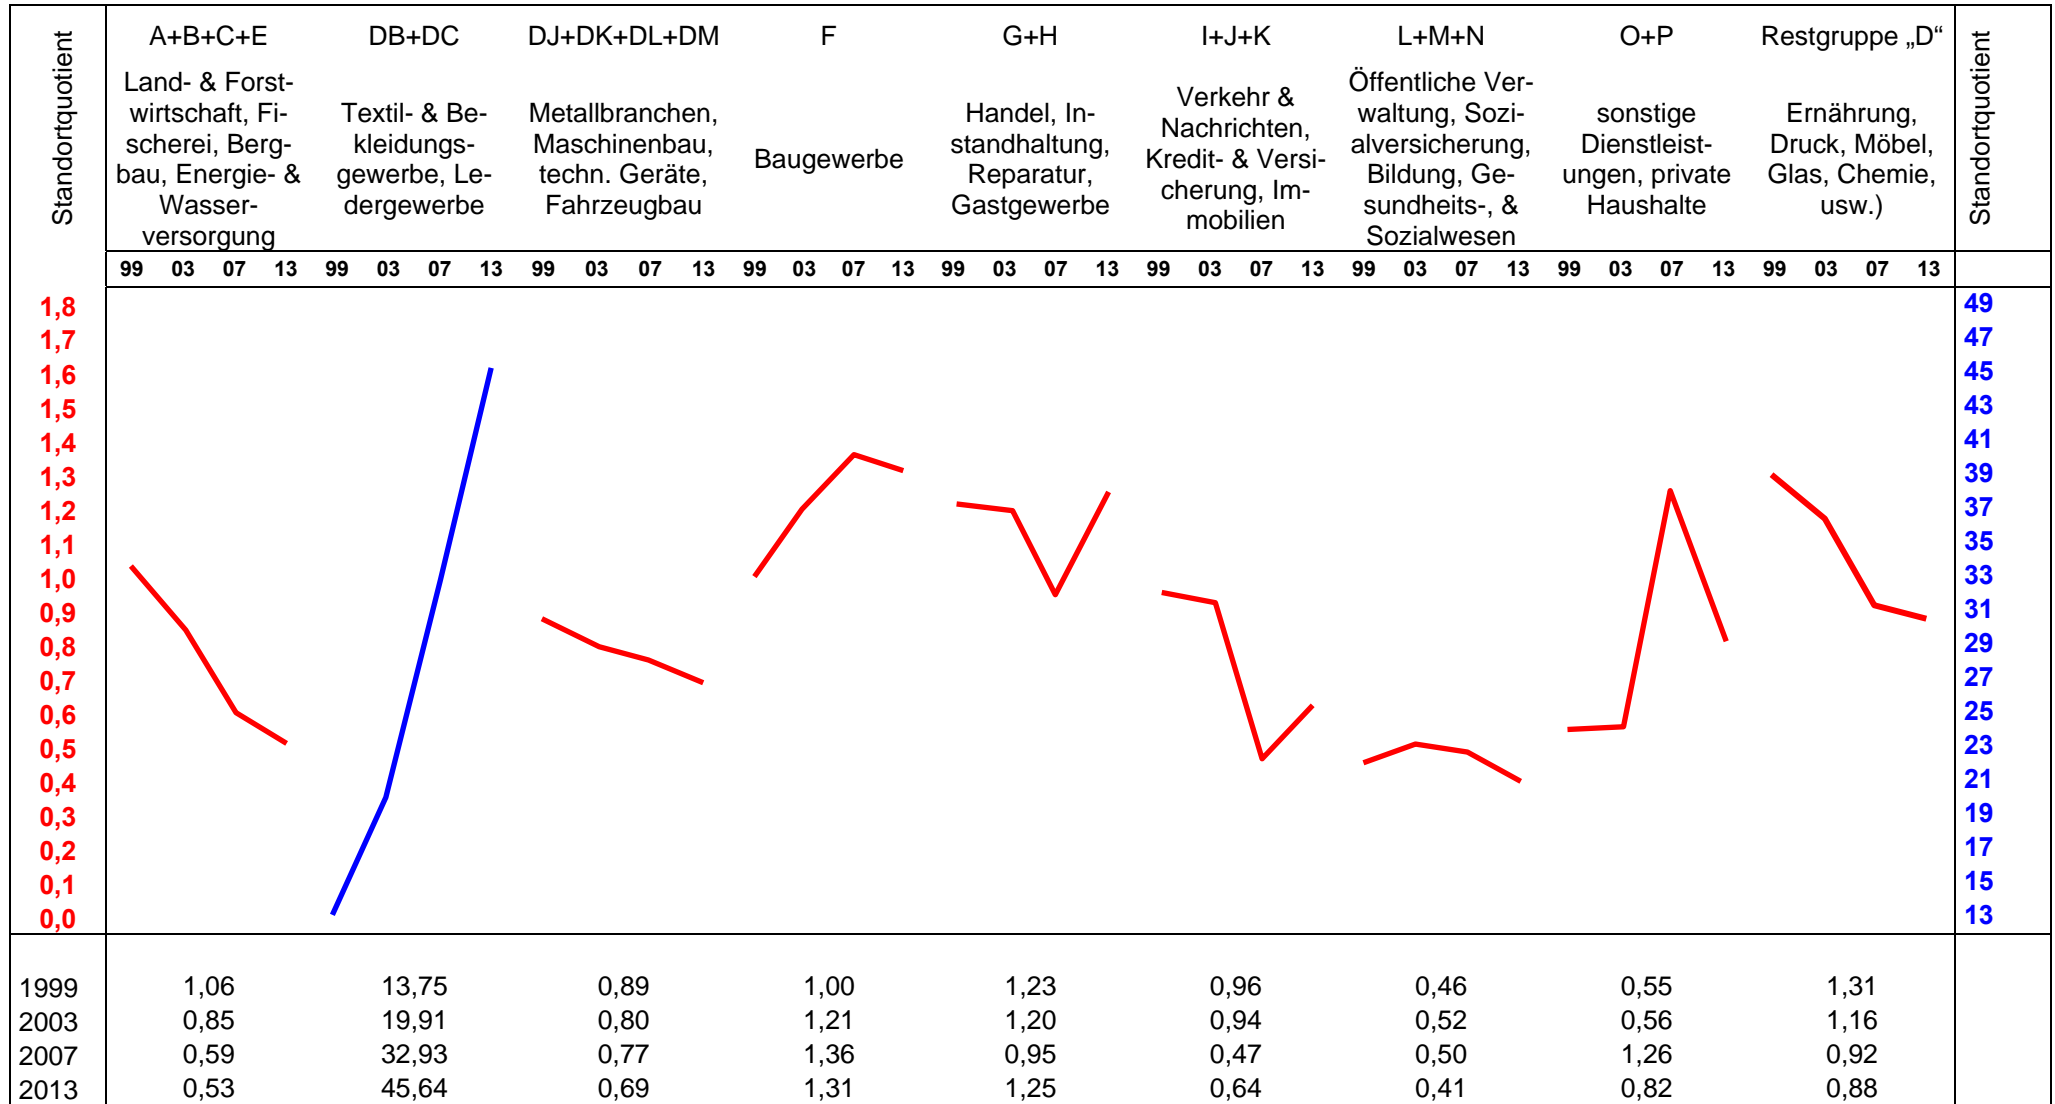 Standortquotient
A+B+C+E
Land- & Forst-
wirtschaft, Fi-
scherei, Berg-
bau, Energie- &
Wasser-
versorgung
DB+DC
Textil- & Be-
kleidungs-
gewerbe, Le-
dergewerbe
DJ+DK+DL+DM
Metallbranchen,
Maschinenbau,
techn. Geräte,
Fahrzeugbau
F
Baugewerbe
G+H
Handel, In-
standhaltung,
Reparatur,
Gastgewerbe
I+J+K
Verkehr &
Nachrichten,
Kredit- & Versi-
cherung, Im-
mobilien
L+M+N
Öffentliche Ver-
waltung, Sozi-
alversicherung,
Bildung, Ge-
sundheits-, &
Sozialwesen
O+P
sonstige
Dienstleist-
ungen, private
Haushalte
Restgruppe „D“
Ernährung,
Druck, Möbel,
Glas, Chemie,
usw.)
Standortquotient
99 03 07 13 99 03 07 13 99 03 07 13 99 03 07 13 99 03 07 13 99 03 07 13 99 03 07 13 99 03 07 13 99 03 07 13
1,8 49
1,7 47
1,6 45
1,5 43
1,4 41
1,3 39
1,2 37
1,1 35
1,0 33
0,9 31
0,8 29
0,7 27
0,6 25
0,5 23
0,4 21
0,3 19
0,2 17
0,1 15
0,0 13
1999 1,06 13,75 0,89 1,00 1,23 0,96 0,46 0,55 1,31
2003 0,85 19,91 0,80 1,21 1,20 0,94 0,52 0,56 1,16
2007 0,59 32,93 0,77 1,36 0,95 0,47 0,50 1,26 0,92
2013 0,53 45,64 0,69 1,31 1,25 0,64 0,41 0,82 0,88